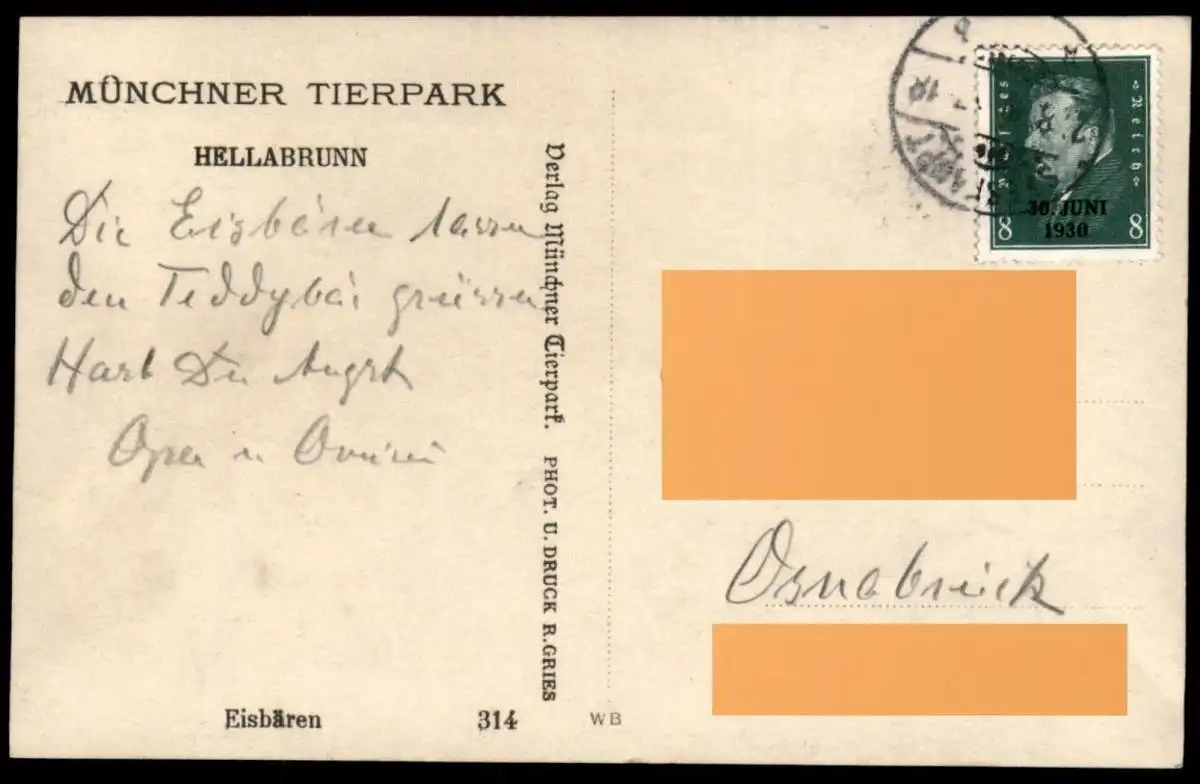 MÜNCHNER TIERPARK
HELLABRUNN
Die Eisbären lassen
den Teddybär grüssen
Hast Du Angst
Opa u
Verlag Münchner Tierpark. PHOT. U. DRUCK R.GRIES
Eisbären 314
WB
Reich
30. JUNI
1930
8 8
Osnabrück